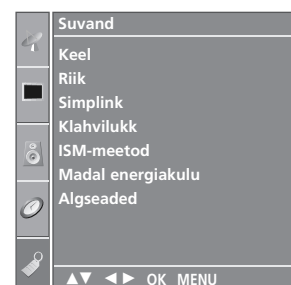 Suvand
Keel
Riik
Simplink
Klahvilukk
ISM-meetod
Madal energiakulu
Algseaded
▲▼ ◄► OK MENU